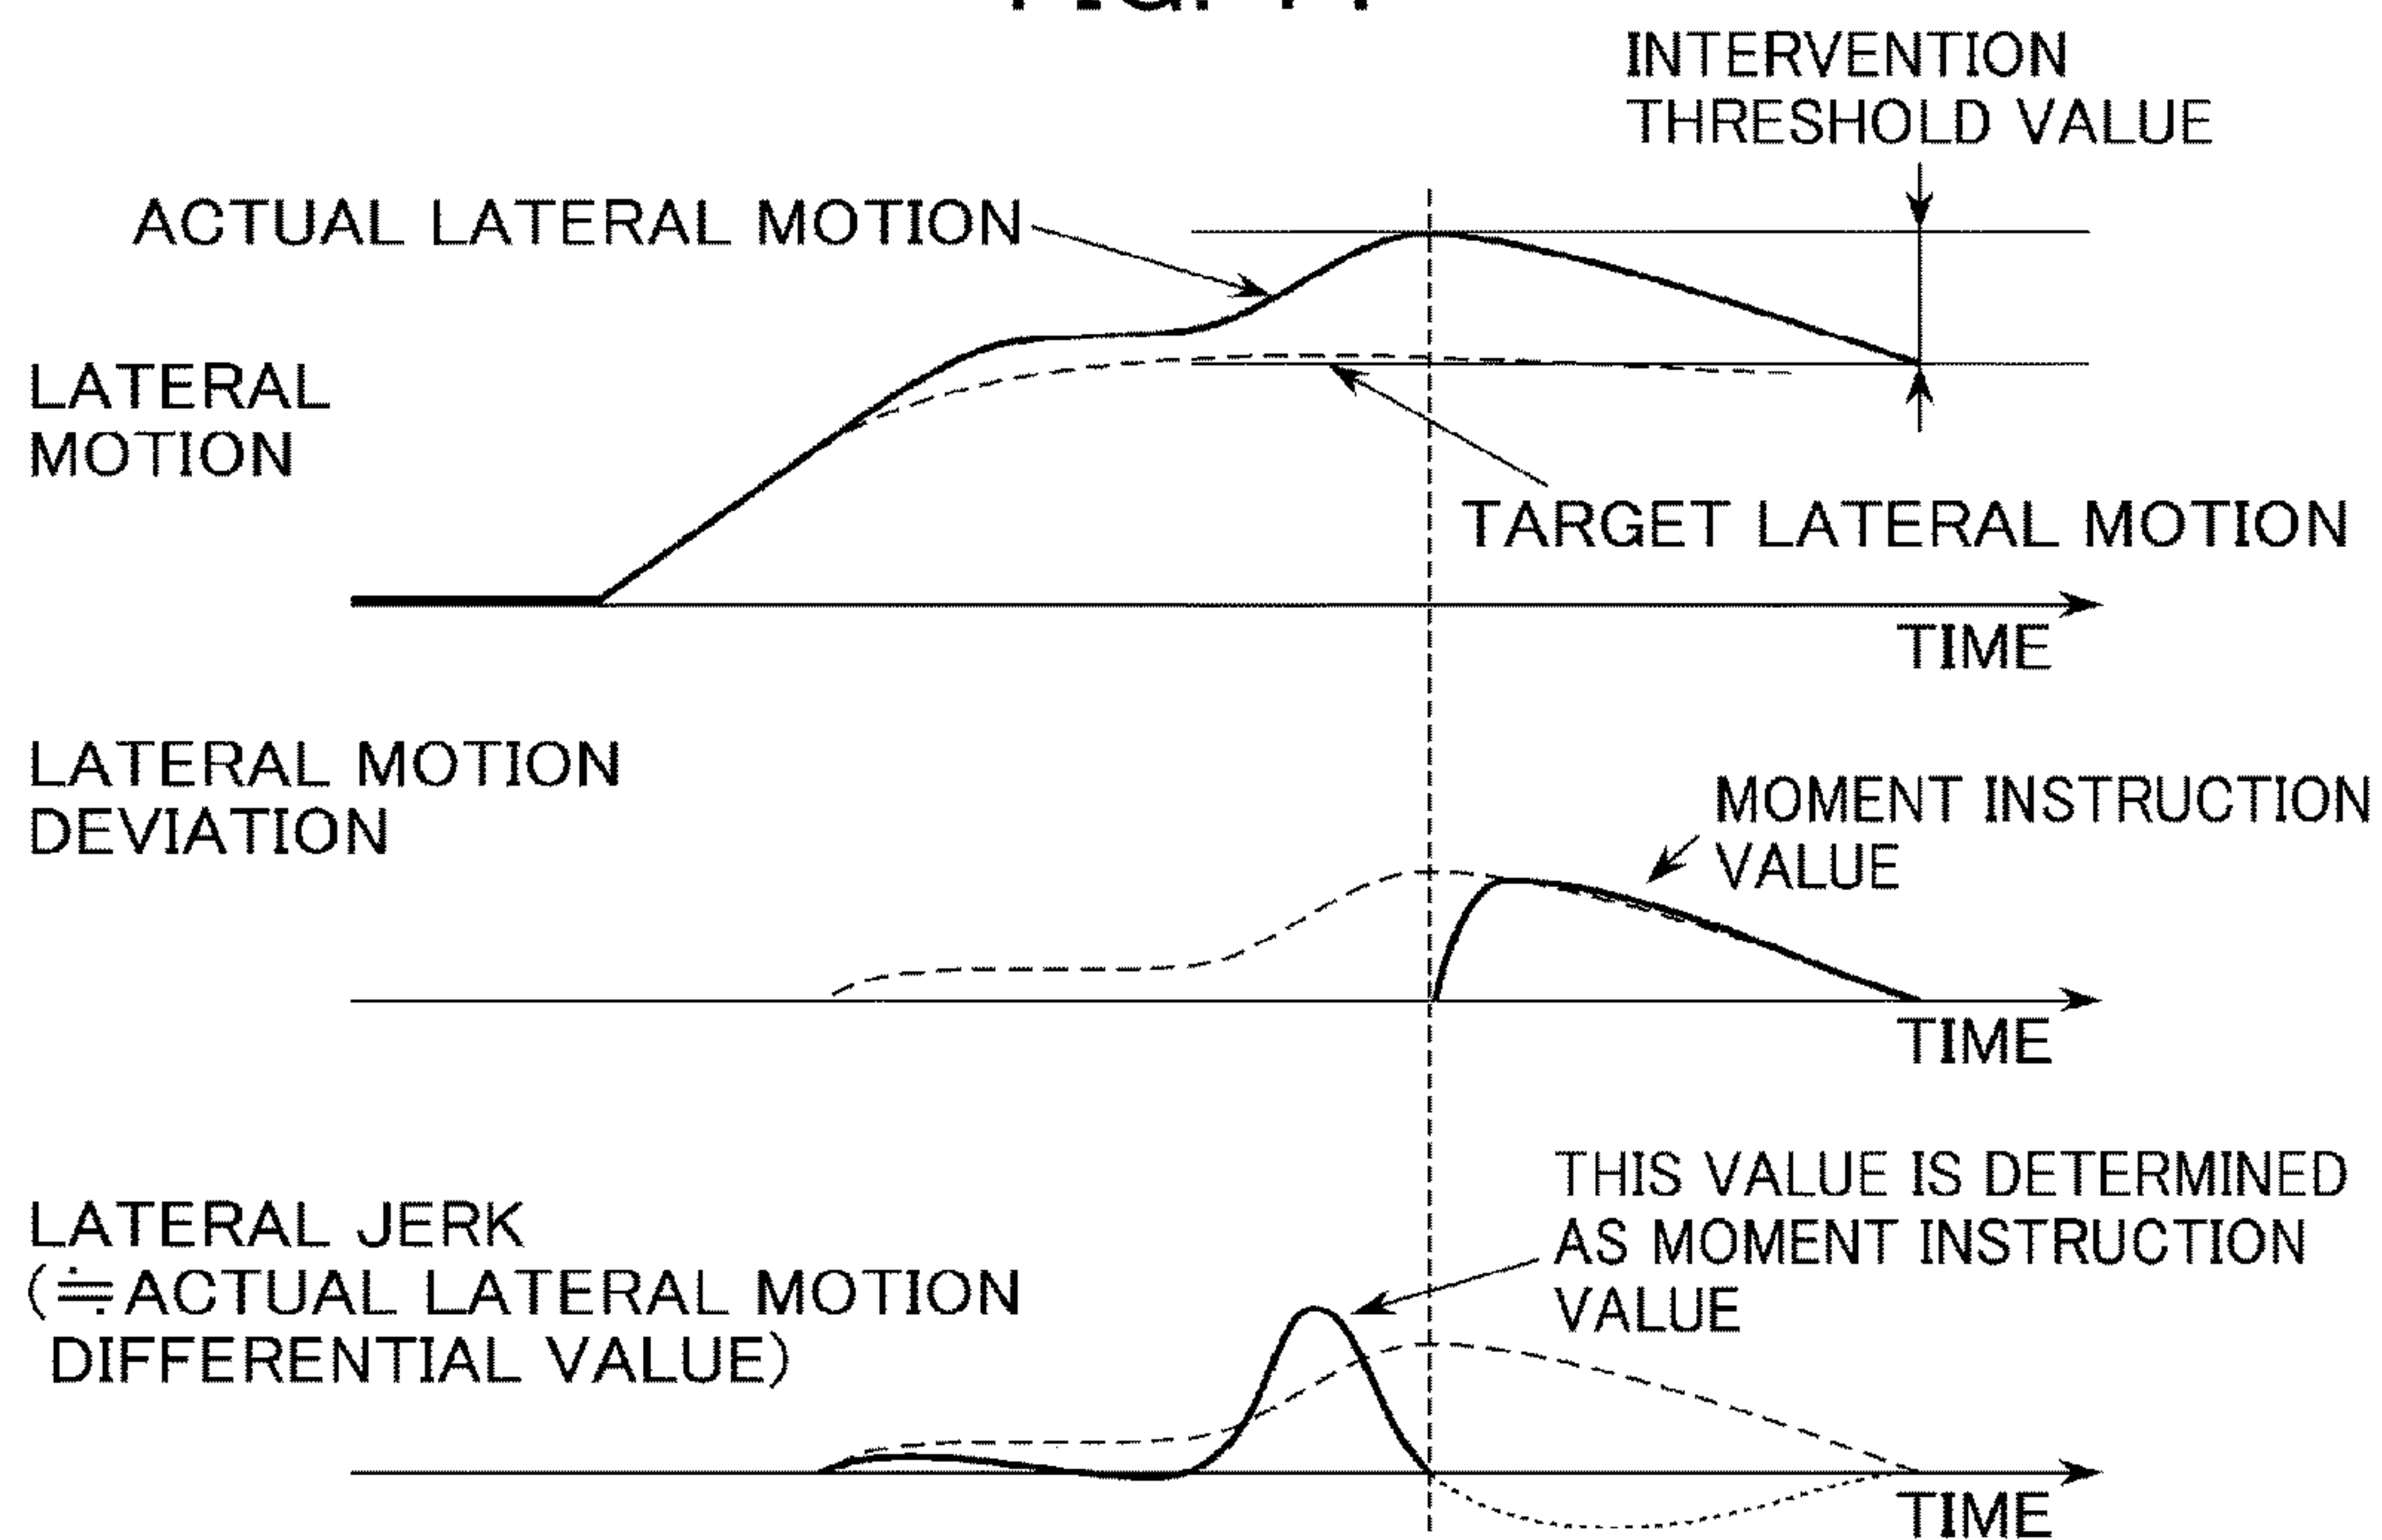 INTERVENTION
THRESHOLD VALUE
ACTUAL LATERAL MOTION
LATERAL
MOTION
TARGET LATERAL MOTION
TIME
LATERAL MOTION
DEVIATION
MOMENT INSTRUCTION
VALUE
TIME
THIS VALUE IS DETERMINED
AS MOMENT INSTRUCTION
VALUE
LATERAL JERK
(≒ACTUAL LATERAL MOTION
DIFFERENTIAL VALUE)
TIME